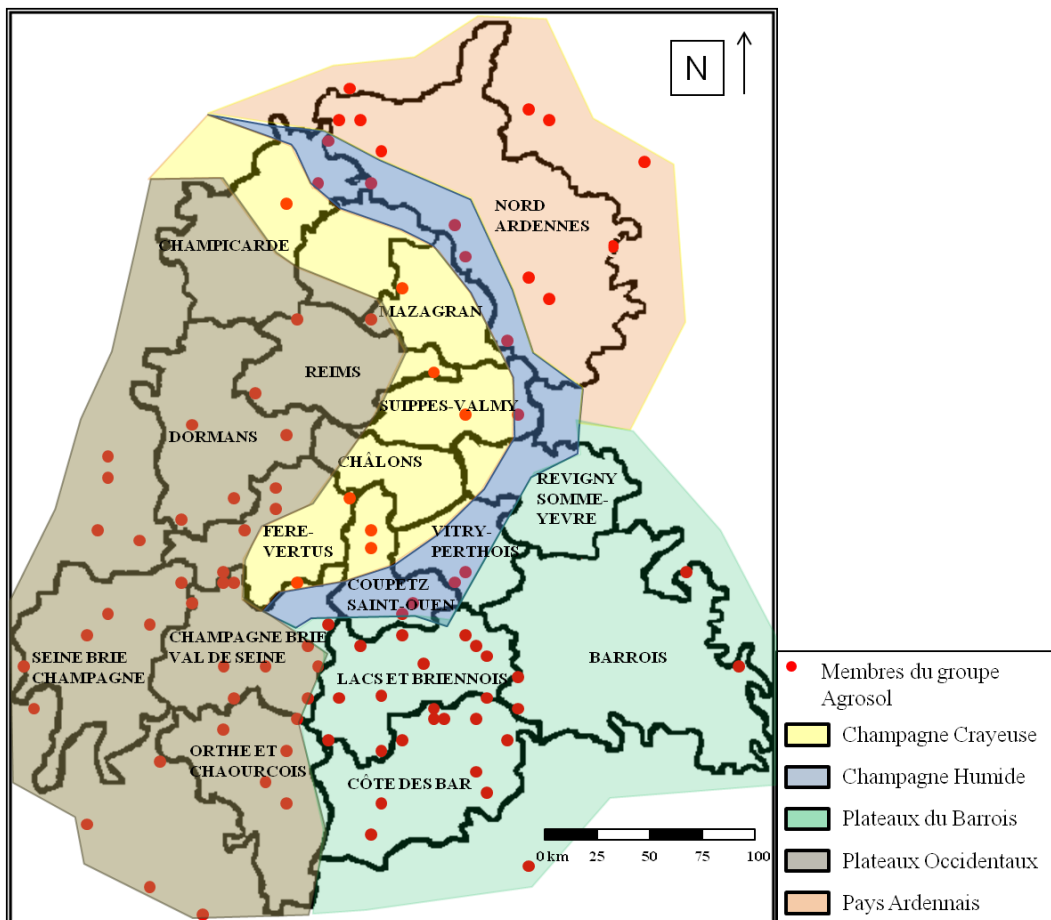 N
NORD
ARDENNES
CHAMPICARDE
MAZAGRAN
REIMS
SUIPPES-VALMY
DORMANS
CHÂLONS
REVIGNY
SOMME-
YEVRE
FERE-
VERTUS
VITRY-
PERTHOIS
COUPETZ
SAINT-OUEN
CHAMPAGNE BRIE
VAL DE SEINE
SEINE BRIE
CHAMPAGNE
BARROIS
LACS ET BRIENNOIS
ORTHE ET
CHAOURCOIS
CÔTE DES BAR
0 km 25 50 75 100
Membres du groupe
Agrosol
Champagne Crayeuse
Champagne Humide
Plateaux du Barrois
Plateaux Occidentaux
Pays Ardennais